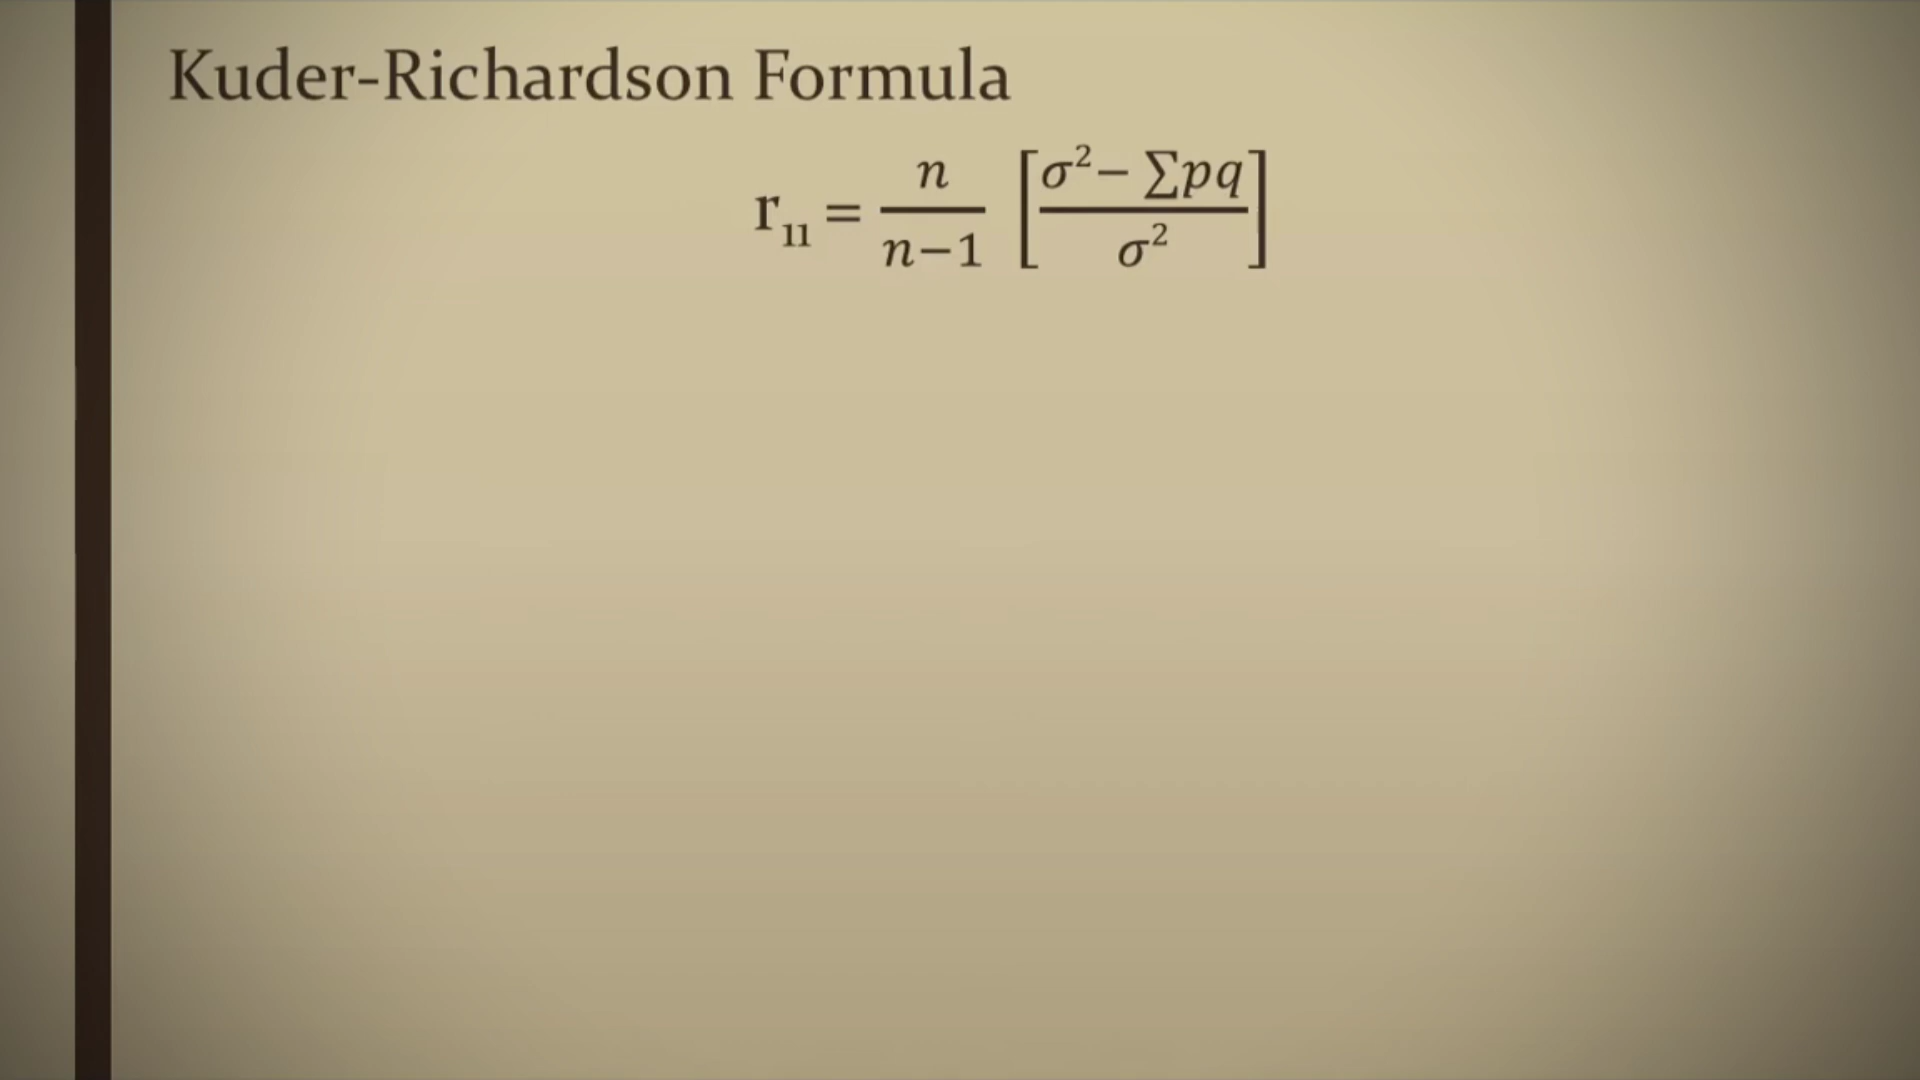 Kuder-Richardson Formula
r₁₁ = n/(n−1) [(σ² − ∑pq)/σ²]